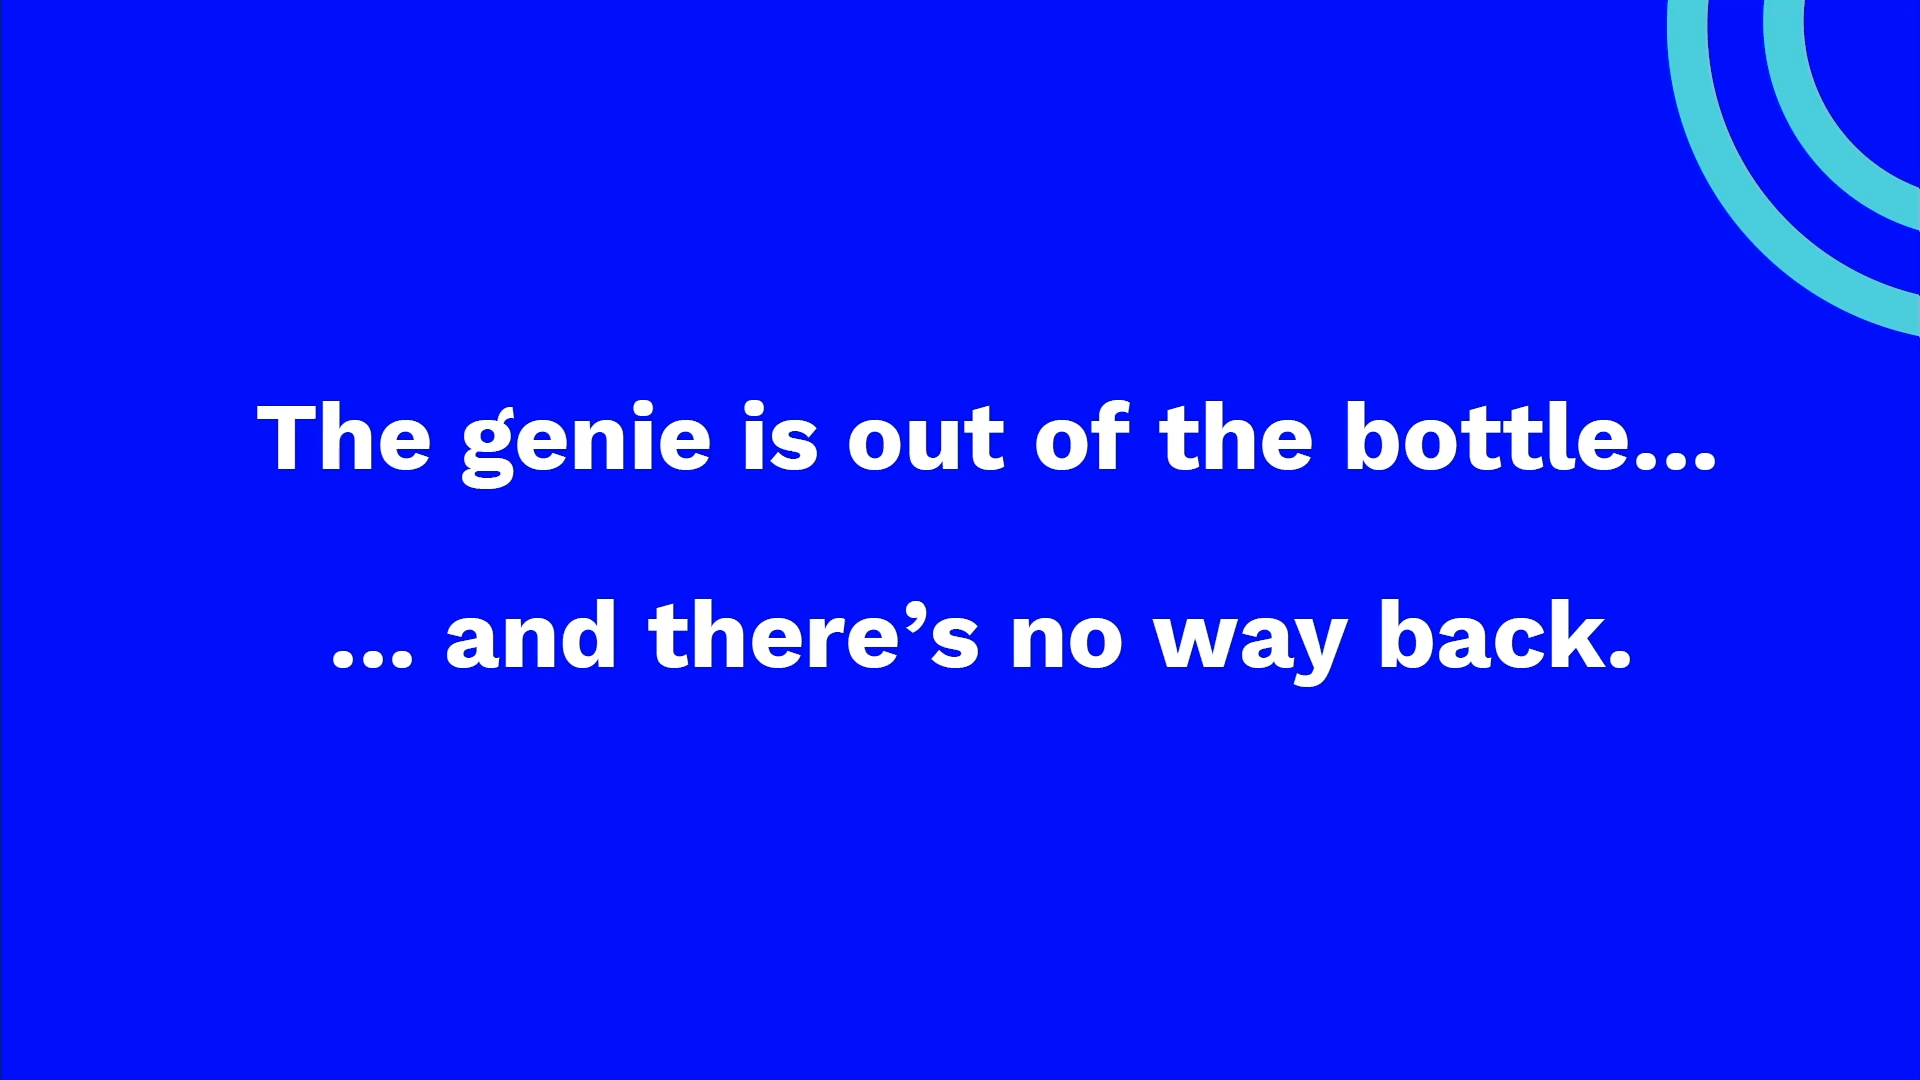 The genie is out of the bottle...
... and there’s no way back.